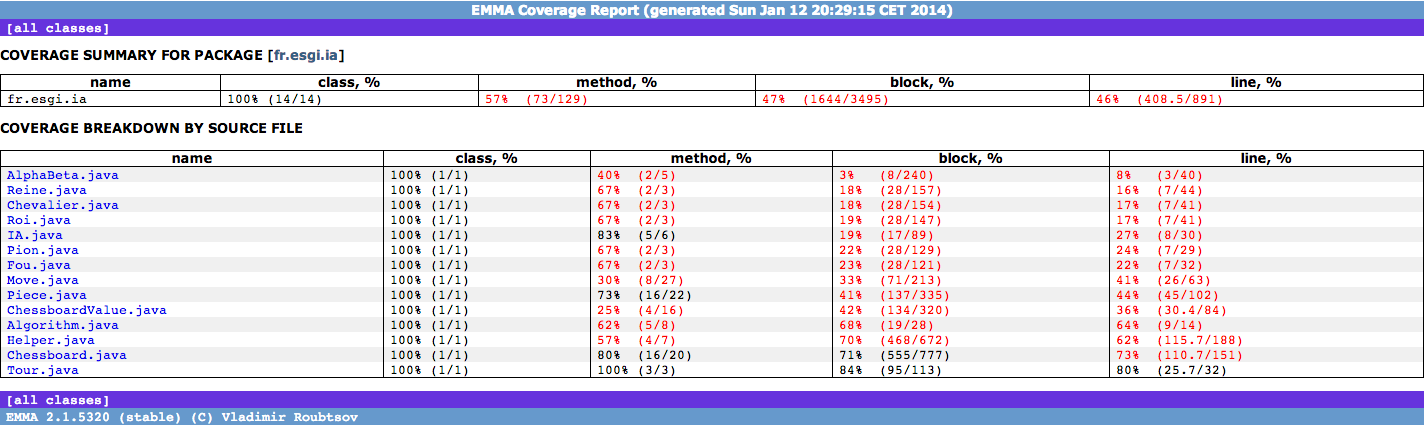 EMMA Coverage Report (generated Sun Jan 12 20:29:15 CET 2014)
[all classes]
COVERAGE SUMMARY FOR PACKAGE [fr.esgi.ia]
name class, % method, % block, % line, %
fr.esgi.ia 100% (14/14) 57% (73/129) 47% (1644/3495) 46% (408.5/891)
COVERAGE BREAKDOWN BY SOURCE FILE
name class, % method, % block, % line, %
AlphaBeta.java 100% (1/1) 40% (2/5) 3% (8/240) 8% (3/40)
Reine.java 100% (1/1) 67% (2/3) 18% (28/157) 16% (7/44)
Chevalier.java 100% (1/1) 67% (2/3) 18% (28/154) 17% (7/41)
Roi.java 100% (1/1) 67% (2/3) 19% (28/147) 17% (7/41)
IA.java 100% (1/1) 83% (5/6) 19% (17/89) 27% (8/30)
Pion.java 100% (1/1) 67% (2/3) 22% (28/129) 24% (7/29)
Fou.java 100% (1/1) 67% (2/3) 23% (28/121) 22% (7/32)
Move.java 100% (1/1) 30% (8/27) 33% (71/213) 41% (26/63)
Piece.java 100% (1/1) 73% (16/22) 41% (137/335) 44% (45/102)
ChessboardValue.java 100% (1/1) 25% (4/16) 42% (134/320) 36% (30.4/84)
Algorithm.java 100% (1/1) 62% (5/8) 68% (19/28) 64% (9/14)
Helper.java 100% (1/1) 57% (4/7) 70% (468/672) 62% (115.7/188)
Chessboard.java 100% (1/1) 80% (16/20) 71% (555/777) 73% (110.7/151)
Tour.java 100% (1/1) 100% (3/3) 84% (95/113) 80% (25.7/32)
[all classes]
EMMA 2.1.5320 (stable) (C) Vladimir Roubtsov